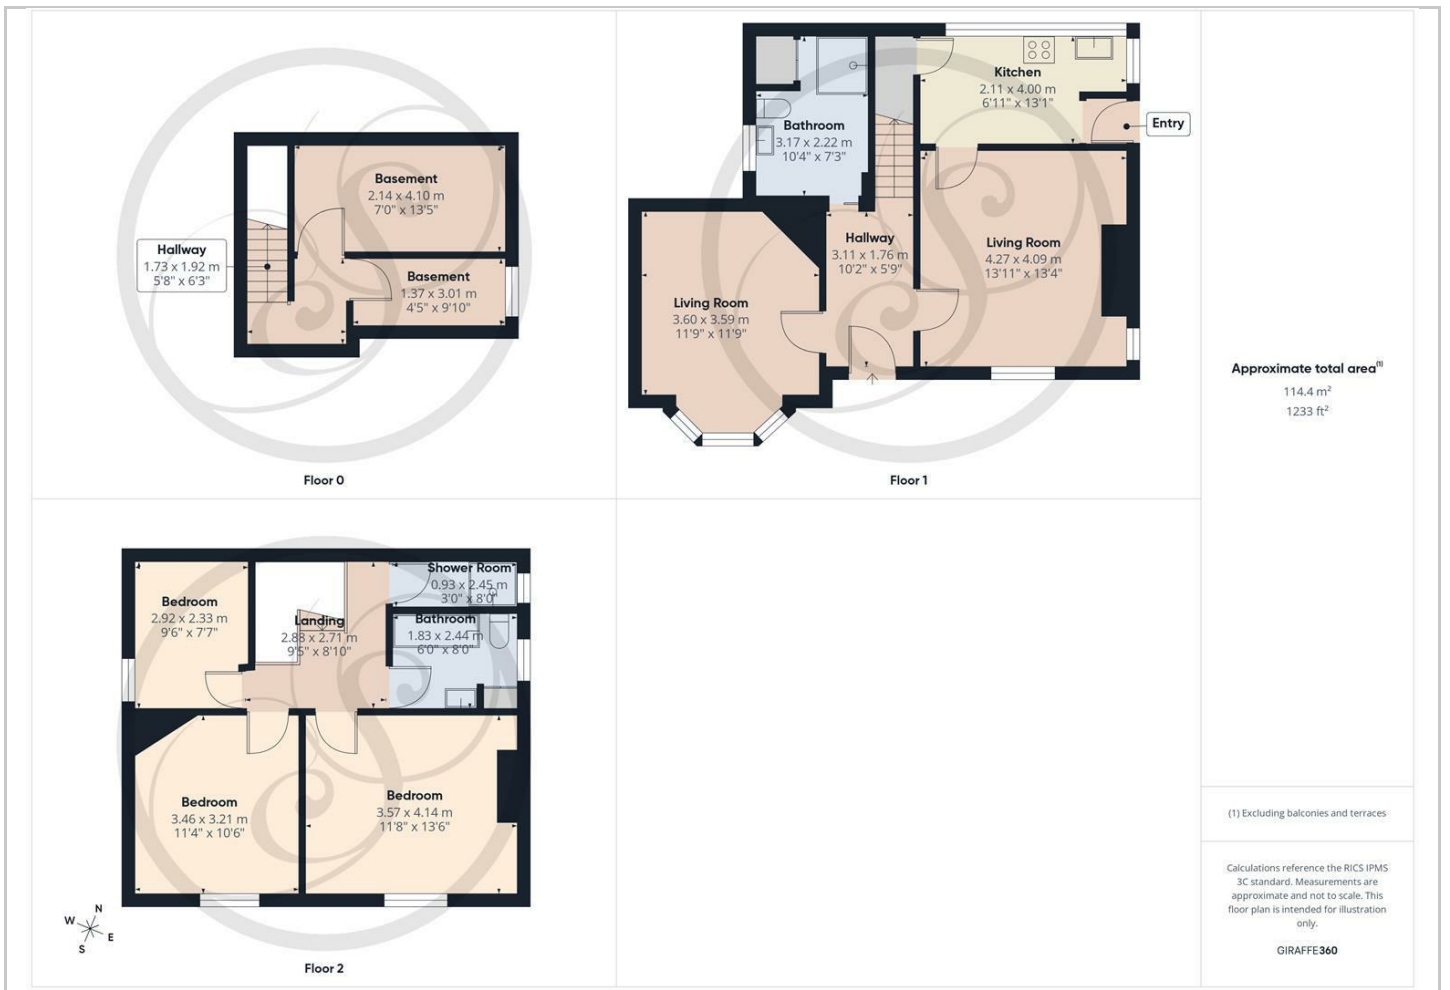 Basement
2.14 x 4.10 m
7'0" x 13'5"
Hallway
1.73 x 1.92 m
5'8" x 6'3"
Basement
1.37 x 3.01 m
4'5" x 9'10"
Floor 0
Kitchen
2.11 x 4.00 m
6'11" x 13'1"
Entry
Bathroom
3.17 x 2.22 m
10'4" x 7'3"
Hallway
3.11 x 1.76 m
10'2" x 5'9"
Living Room
4.27 x 4.09 m
13'11" x 13'4"
Living Room
3.60 x 3.59 m
11'9" x 11'9"
Floor 1
Approximate total area(1)
114.4 m²
1233 ft²
Shower Room
0.93 x 2.45 m
3'0" x 8'0"
Bedroom
2.92 x 2.33 m
9'6" x 7'7"
Landing
2.88 x 2.71 m
9'5" x 8'10"
Bathroom
1.83 x 2.44 m
6'0" x 8'0"
Bedroom
3.46 x 3.21 m
11'4" x 10'6"
Bedroom
3.57 x 4.14 m
11'8" x 13'6"
N
W
E
S
Floor 2
(1) Excluding balconies and terraces
Calculations reference the RICS IPMS
3C standard. Measurements are
approximate and not to scale. This
floor plan is intended for illustration
only.
GIRAFFE360